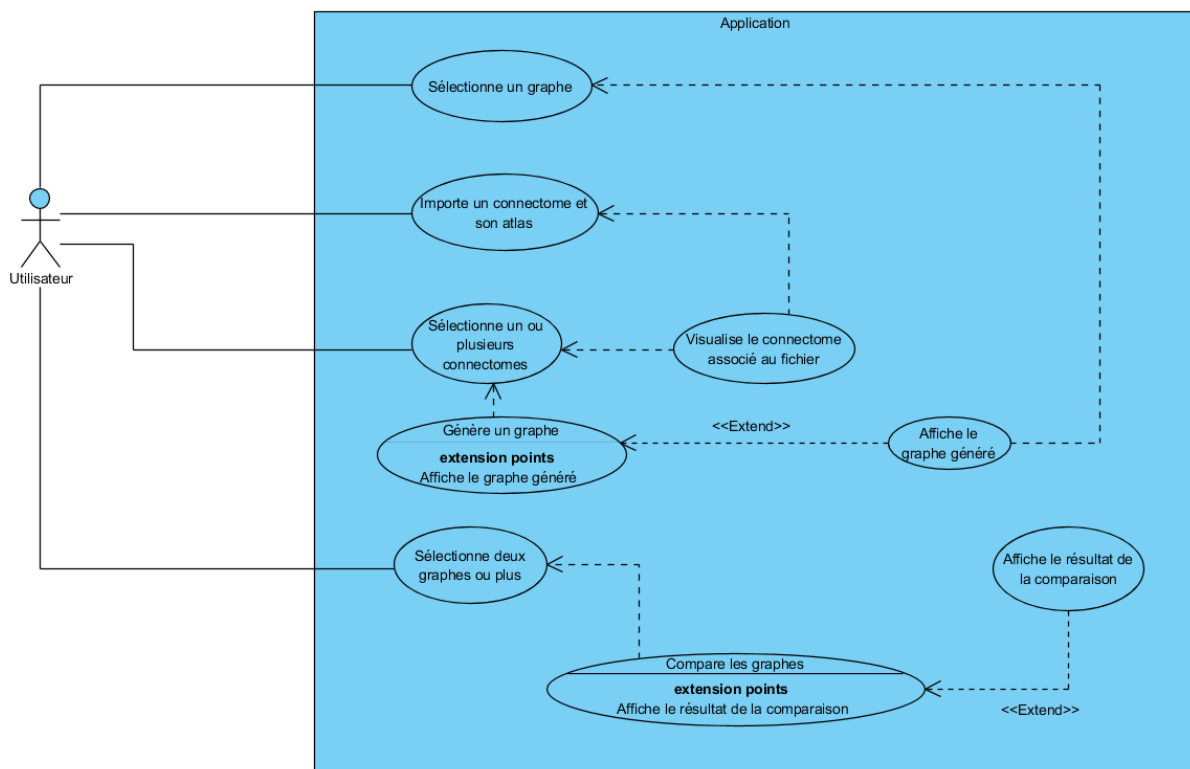 Application
Sélectionne un graphe
Importe un connectome et
son atlas
Utilisateur
Sélectionne un ou
plusieurs
connectomes
Visualise le connectome
associé au fichier
Génère un graphe
extension points
Affiche le graphe généré
<<Extend>>
Affiche le
graphe généré
Sélectionne deux
graphes ou plus
Affiche le résultat de
la comparaison
Compare les graphes
extension points
Affiche le résultat de la comparaison
<<Extend>>